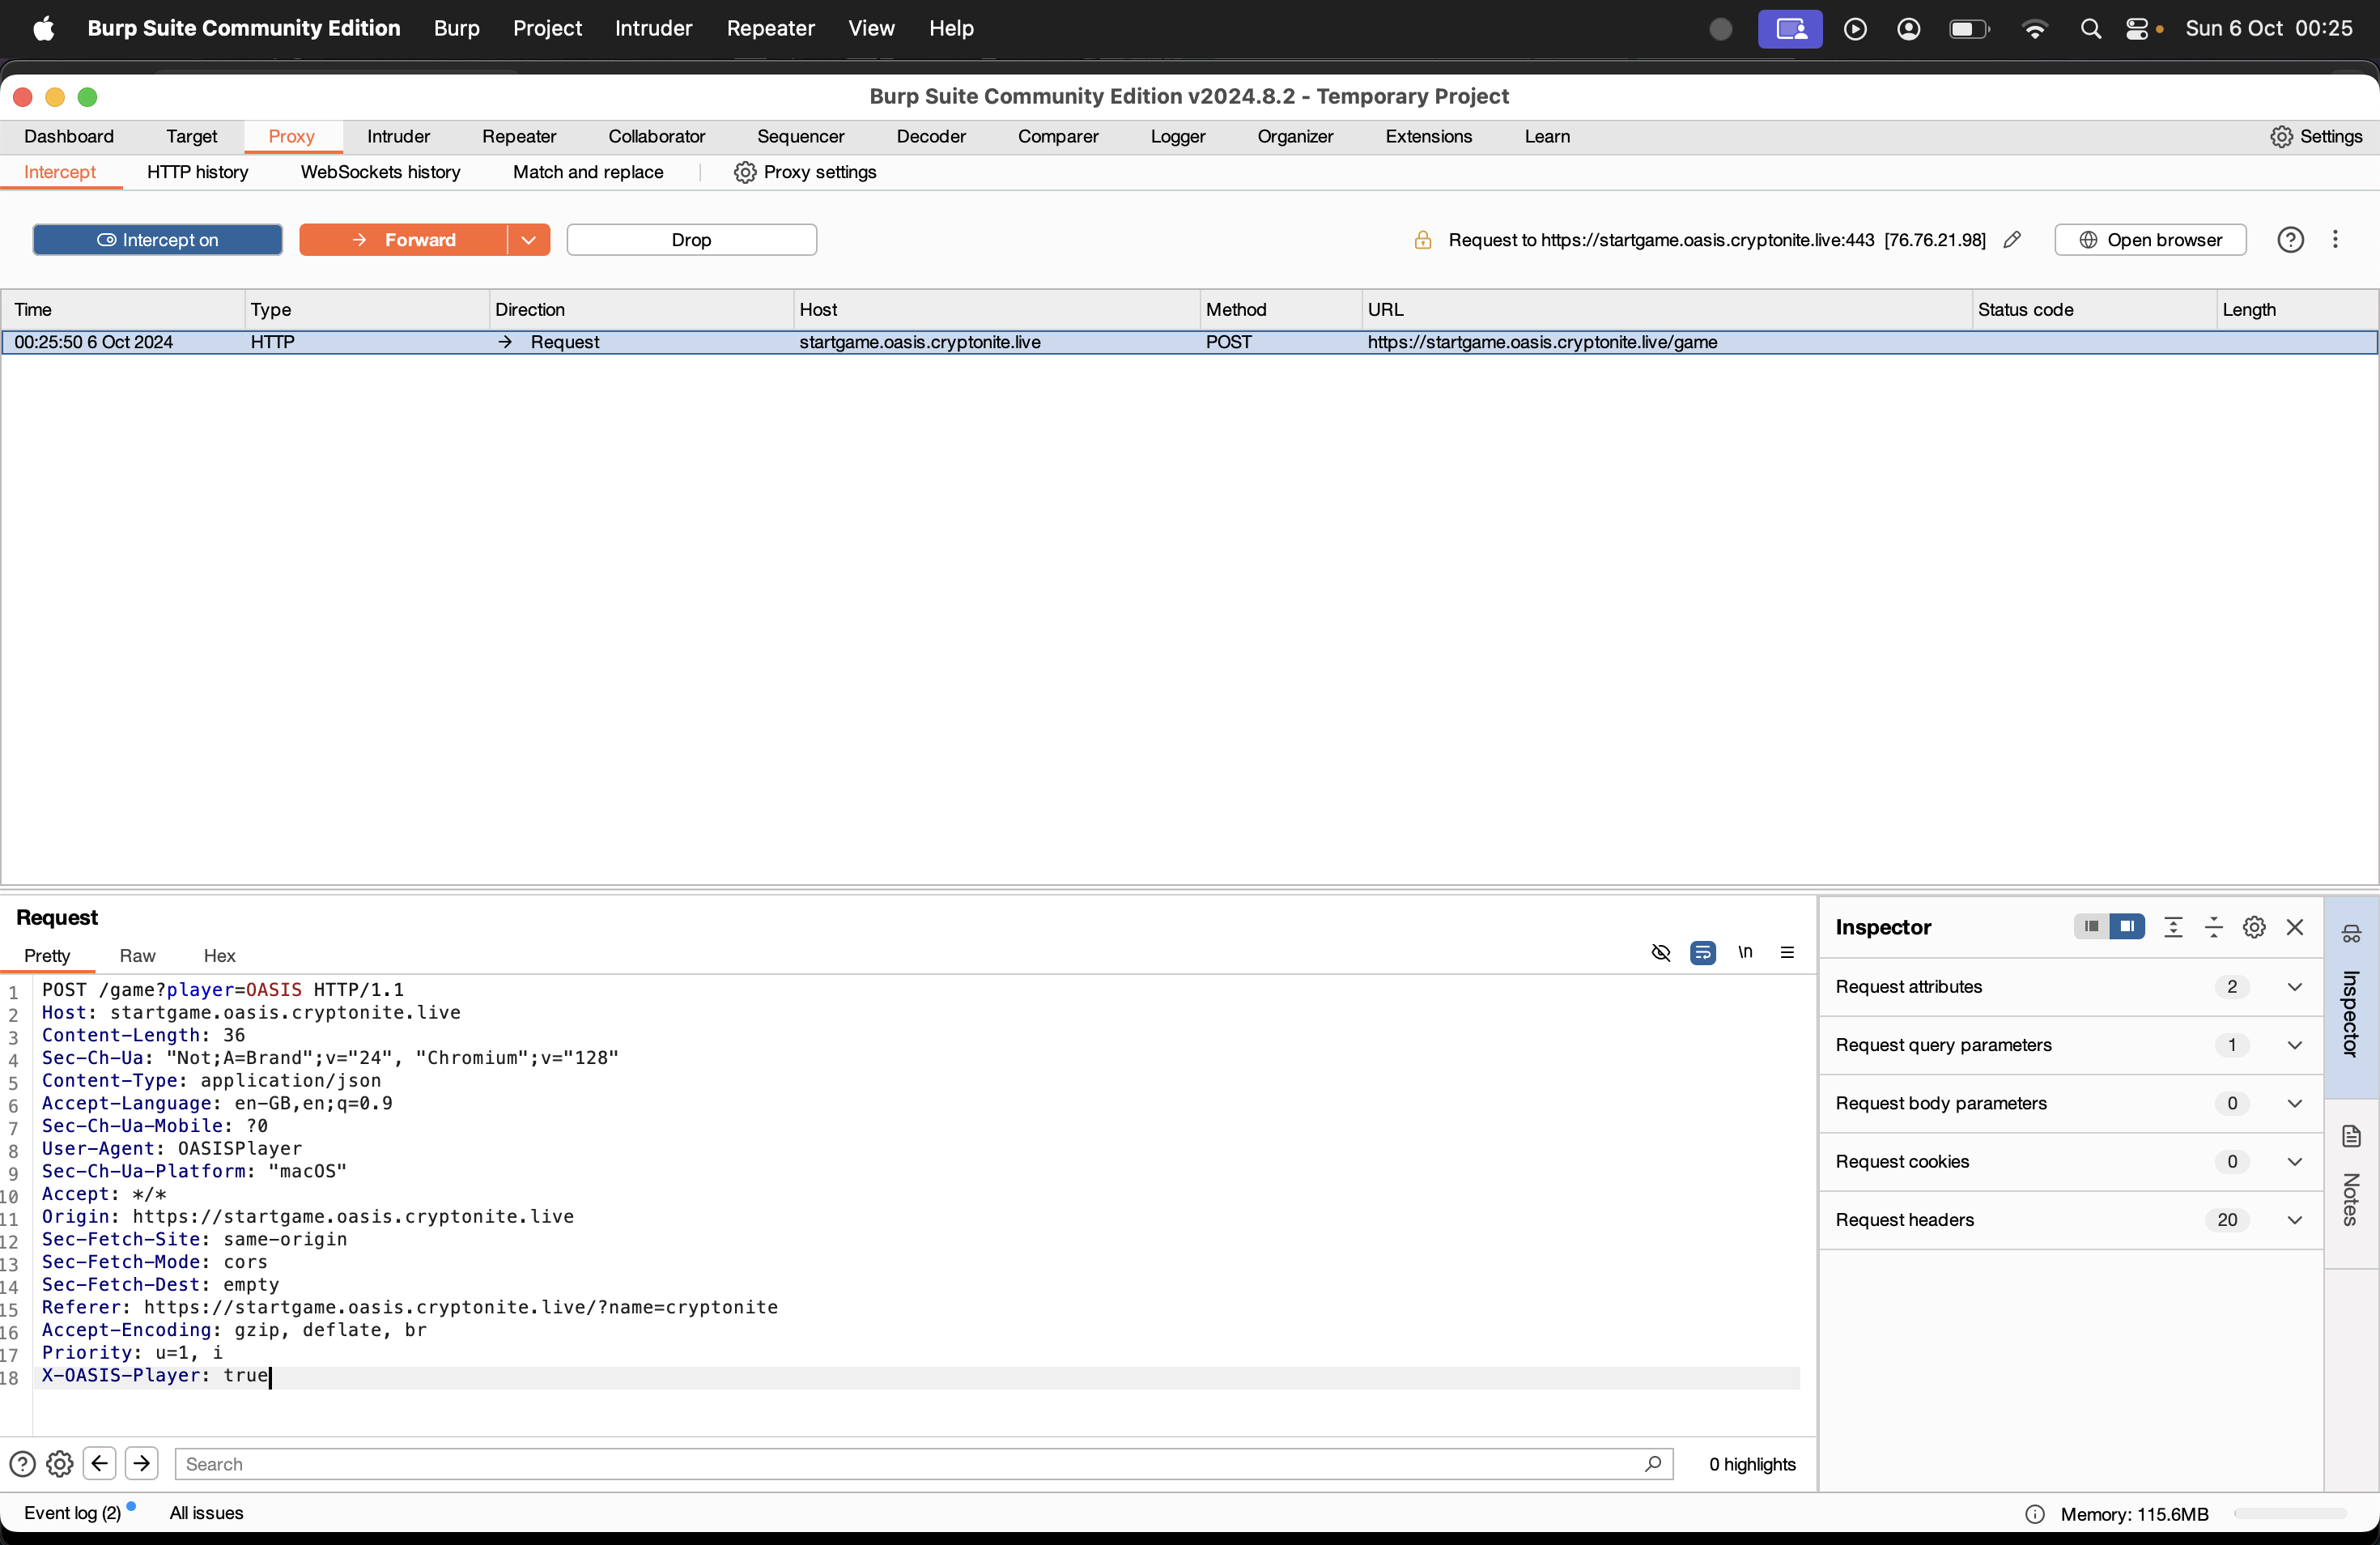 Burp Suite Community Edition Burp Project Intruder Repeater View Help Sun 6 Oct 00:25
Burp Suite Community Edition v2024.8.2 - Temporary Project
Dashboard Target Proxy Intruder Repeater Collaborator Sequencer Decoder Comparer Logger Organizer Extensions Learn Settings
Intercept HTTP history WebSockets history Match and replace Proxy settings
Intercept on Forward Drop Request to https://startgame.oasis.cryptonite.live:443 [76.76.21.98] Open browser
Time Type Direction Host Method URL Status code Length
00:25:50 6 Oct 2024 HTTP → Request startgame.oasis.cryptonite.live POST https://startgame.oasis.cryptonite.live/game
Request
Pretty Raw Hex \n
1 POST /game?player=OASIS HTTP/1.1
2 Host: startgame.oasis.cryptonite.live
3 Content-Length: 36
4 Sec-Ch-Ua: "Not;A=Brand";v="24", "Chromium";v="128"
5 Content-Type: application/json
6 Accept-Language: en-GB,en;q=0.9
7 Sec-Ch-Ua-Mobile: ?0
8 User-Agent: OASISPlayer
9 Sec-Ch-Ua-Platform: "macOS"
10 Accept: */*
11 Origin: https://startgame.oasis.cryptonite.live
12 Sec-Fetch-Site: same-origin
13 Sec-Fetch-Mode: cors
14 Sec-Fetch-Dest: empty
15 Referer: https://startgame.oasis.cryptonite.live/?name=cryptonite
16 Accept-Encoding: gzip, deflate, br
17 Priority: u=1, i
18 X-OASIS-Player: true
Search 0 highlights
Inspector
Request attributes 2
Request query parameters 1
Request body parameters 0
Request cookies 0
Request headers 20
Inspector
Notes
Event log (2) All issues Memory: 115.6MB